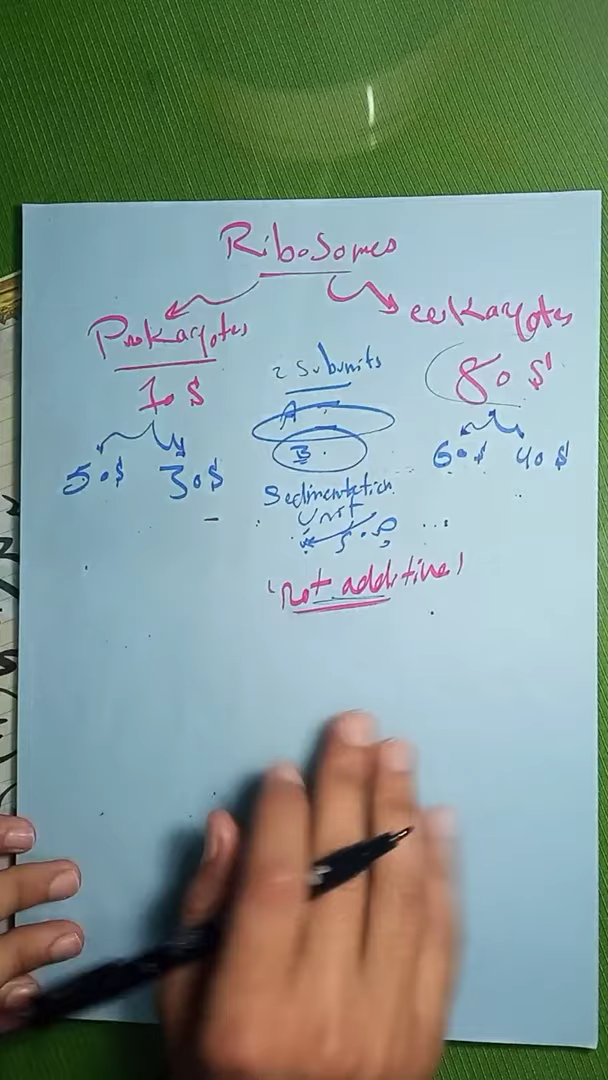 Ribosomes
Prokaryotes
eukaryotes
70 S
80 S
2 Subunits
50 S
30 S
A
B
60 S
40 S
Sedimentation
Unit
'not additive'